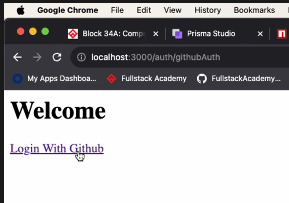 Google Chrome File Edit View History Bookmarks
Block 34A: Comp
Prisma Studio
localhost:3000/auth/githubAuth
My Apps Dashboa...
Fullstack Academy
FullstackAcademy...
Welcome
Login With Github